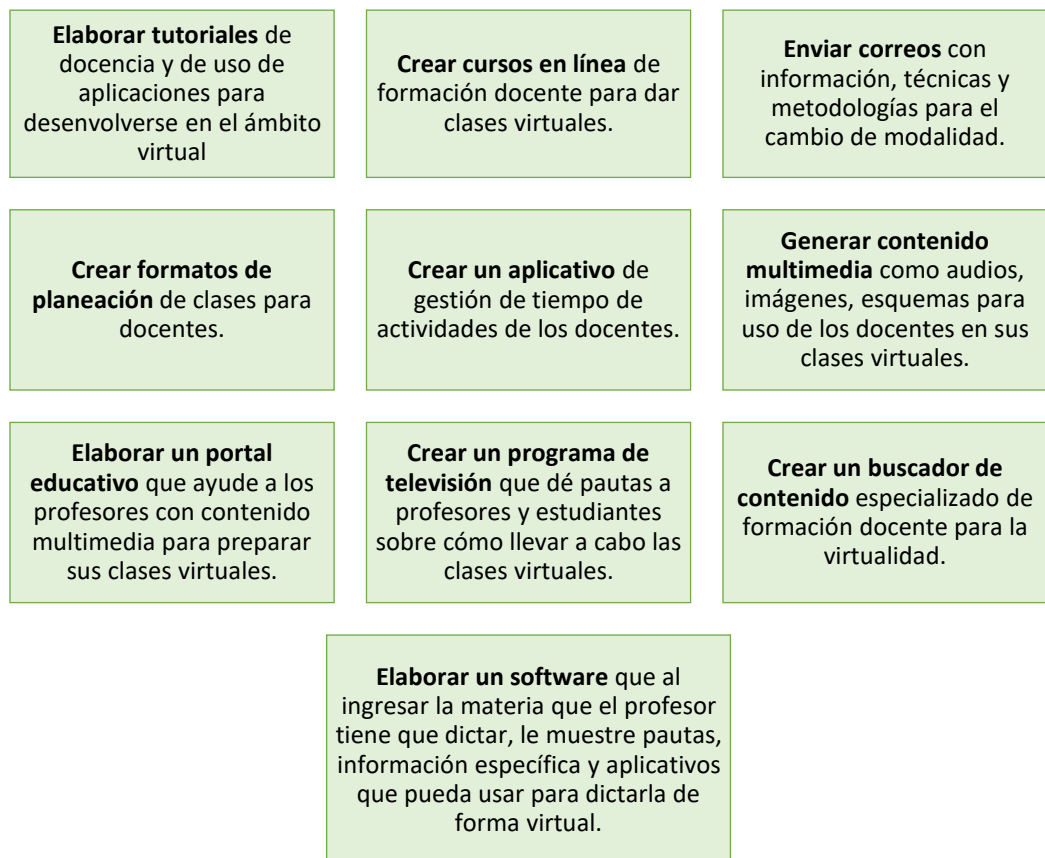 Elaborar tutoriales de
docencia y de uso de
aplicaciones para
desenvolverse en el ámbito
virtual
Crear cursos en línea de
formación docente para dar
clases virtuales.
Enviar correos con
información, técnicas y
metodologías para el
cambio de modalidad.
Crear formatos de
planeación de clases para
docentes.
Crear un aplicativo de
gestión de tiempo de
actividades de los docentes.
Generar contenido
multimedia como audios,
imágenes, esquemas para
uso de los docentes en sus
clases virtuales.
Elaborar un portal
educativo que ayude a los
profesores con contenido
multimedia para preparar
sus clases virtuales.
Crear un programa de
televisión que dé pautas a
profesores y estudiantes
sobre cómo llevar a cabo las
clases virtuales.
Crear un buscador de
contenido especializado de
formación docente para la
virtualidad.
Elaborar un software que al
ingresar la materia que el profesor
tiene que dictar, le muestre pautas,
información específica y aplicativos
que pueda usar para dictarla de
forma virtual.